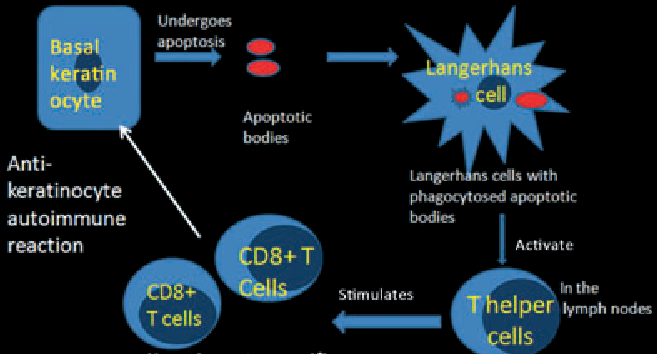 Basal
keratin
ocyte
Undergoes
apoptosis
Apoptotic
bodies
Langerhans
cell
Langerhans cells with
phagocytosed apoptotic
bodies
Activate
T helper
cells
In the
lymph nodes
Stimulates
CD8+ T
Cells
CD8+
T cells
Anti-
keratinocyte
autoimmune
reaction